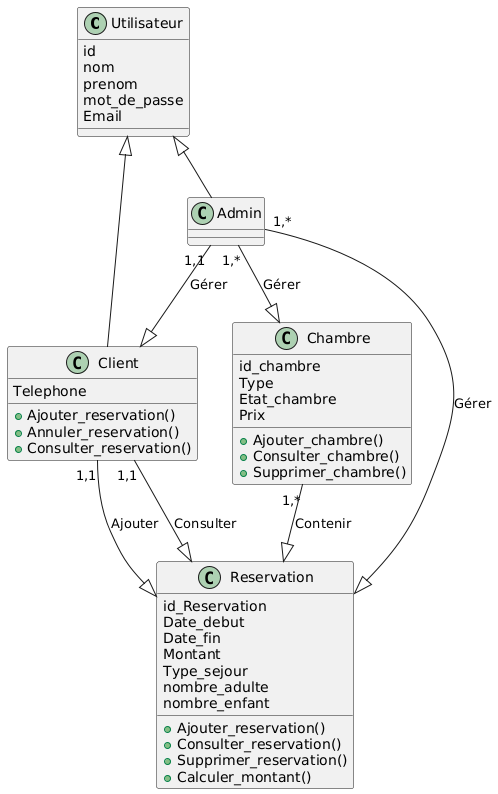 C Utilisateur
id
nom
prenom
mot_de_passe
Email
C Admin
1,*
1,1
1,*
Gérer
Gérer
Gérer
C Client
Telephone
Ajouter_reservation()
Annuler_reservation()
Consulter_reservation()
C Chambre
id_chambre
Type
Etat_chambre
Prix
Ajouter_chambre()
Consulter_chambre()
Supprimer_chambre()
1,1
1,1
1,*
Ajouter
Consulter
Contenir
C Reservation
id_Reservation
Date_debut
Date_fin
Montant
Type_sejour
nombre_adulte
nombre_enfant
Ajouter_reservation()
Consulter_reservation()
Supprimer_reservation()
Calculer_montant()